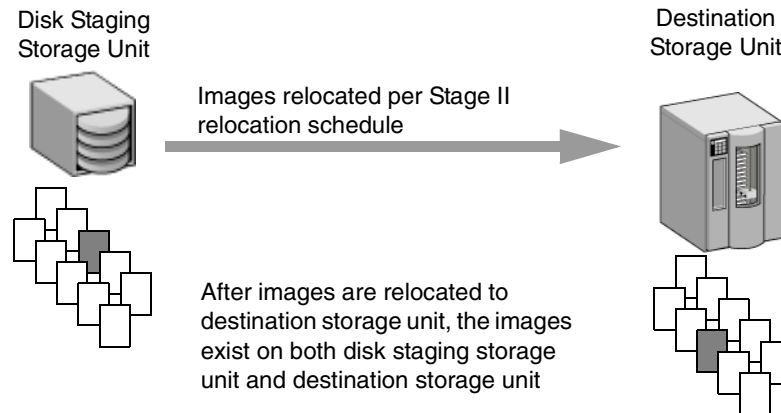 Disk Staging
Storage Unit
Destination
Storage Unit
Images relocated per Stage II
relocation schedule
After images are relocated to
destination storage unit, the images
exist on both disk staging storage
unit and destination storage unit